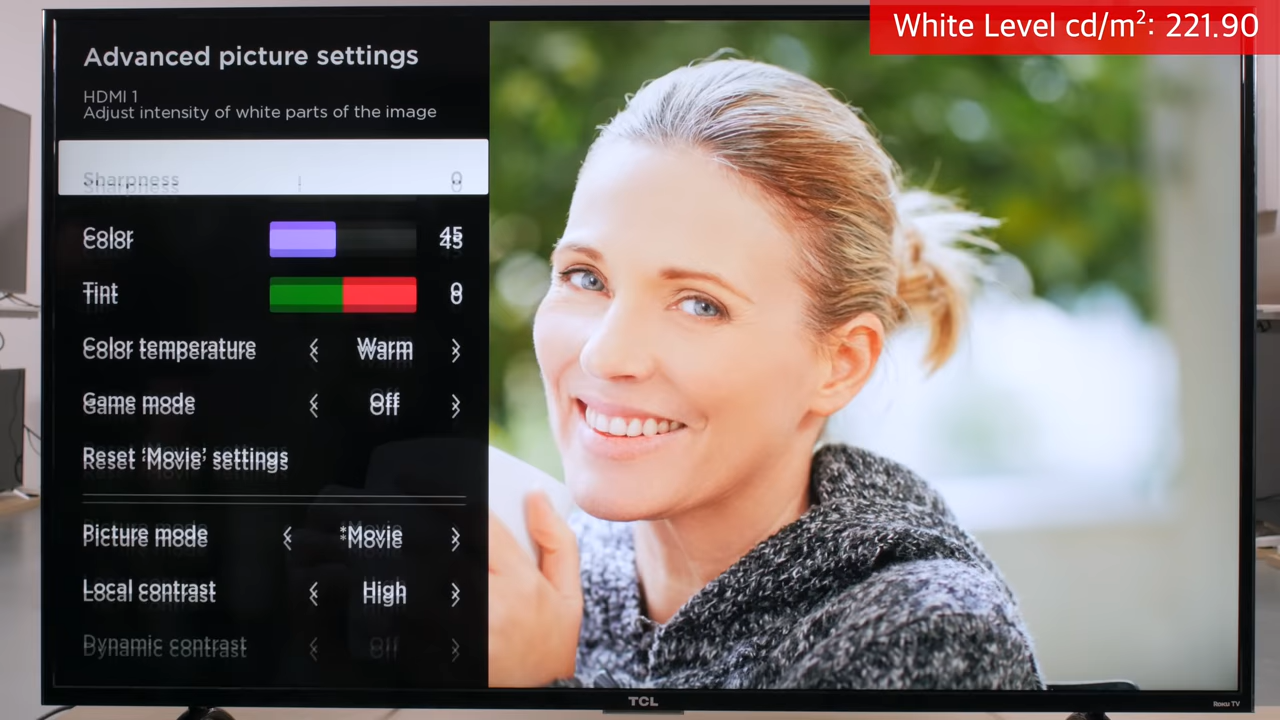 White Level cd/m²: 221.90
Advanced picture settings
HDMI 1
Adjust intensity of white parts of the image
Sharpness 0
Color 45
Tint 0
Color temperature Warm
Game mode Off
Reset ‘Movie’ settings
Picture mode *Movie
Local contrast High
Dynamic contrast Off
TCL
Roku TV